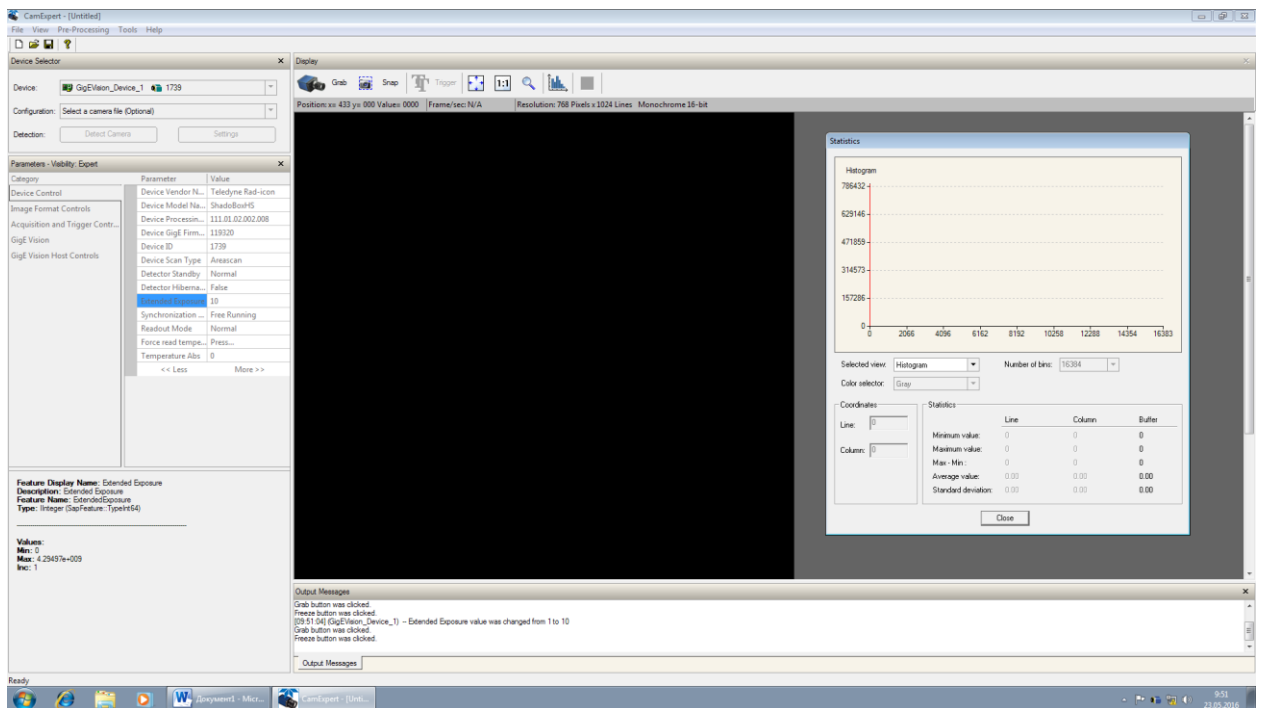 CamExpert - [Untitled]
File View Pre-Processing Tools Help
Device Selector
Device: GigEVision_Device_1 1739
Configuration: Select a camera file (Optional)
Detection: Detect Camera Settings
Parameters - Visibility: Expert
Category Parameter Value
Device Control
Image Format Controls
Acquisition and Trigger Contr...
GigE Vision
GigE Vision Host Controls
Device Vendor N... Teledyne Rad-icon
Device Model Na... ShadoBoxHS
Device Processin... 111.01.02.002.008
Device GigE Firm... 119320
Device ID 1739
Device Scan Type Areascan
Detector Standby Normal
Detector Hiberna... False
Extended Exposure 10
Synchronization ... Free Running
Readout Mode Normal
Force read tempe... Press...
Temperature Abs 0
<< Less More >>
Feature Display Name: Extended Exposure
Description: Extended Exposure
Feature Name: ExtendedExposure
Type: IInteger (SapFeature::TypeInt64)
Values:
Min: 0
Max: 4.29497e+009
Inc: 1
Display
Grab Snap Trigger 1:1
Position: x= 433 y= 000 Value= 0000 Frame/sec: N/A Resolution: 768 Pixels x 1024 Lines Monochrome 16-bit
Statistics
Histogram
786432
629146
471859
314573
157286
0
0 2066 4096 6162 8192 10258 12288 14354 16383
Selected view: Histogram Number of bins: 16384
Color selector: Gray
Coordinates
Line: 0
Column: 0
Statistics
Line Column Buffer
Minimum value: 0 0 0
Maximum value: 0 0 0
Max - Min : 0 0 0
Average value: 0.00 0.00 0.00
Standard deviation: 0.00 0.00 0.00
Close
Output Messages
Grab button was clicked.
Freeze button was clicked.
[09:51:04] (GigEVision_Device_1) -- Extended Exposure value was changed from 1 to 10
Grab button was clicked.
Freeze button was clicked.
Output Messages
Ready
Документ1 - Micr...
CamExpert - [Unti...
9:51
23.05.2016